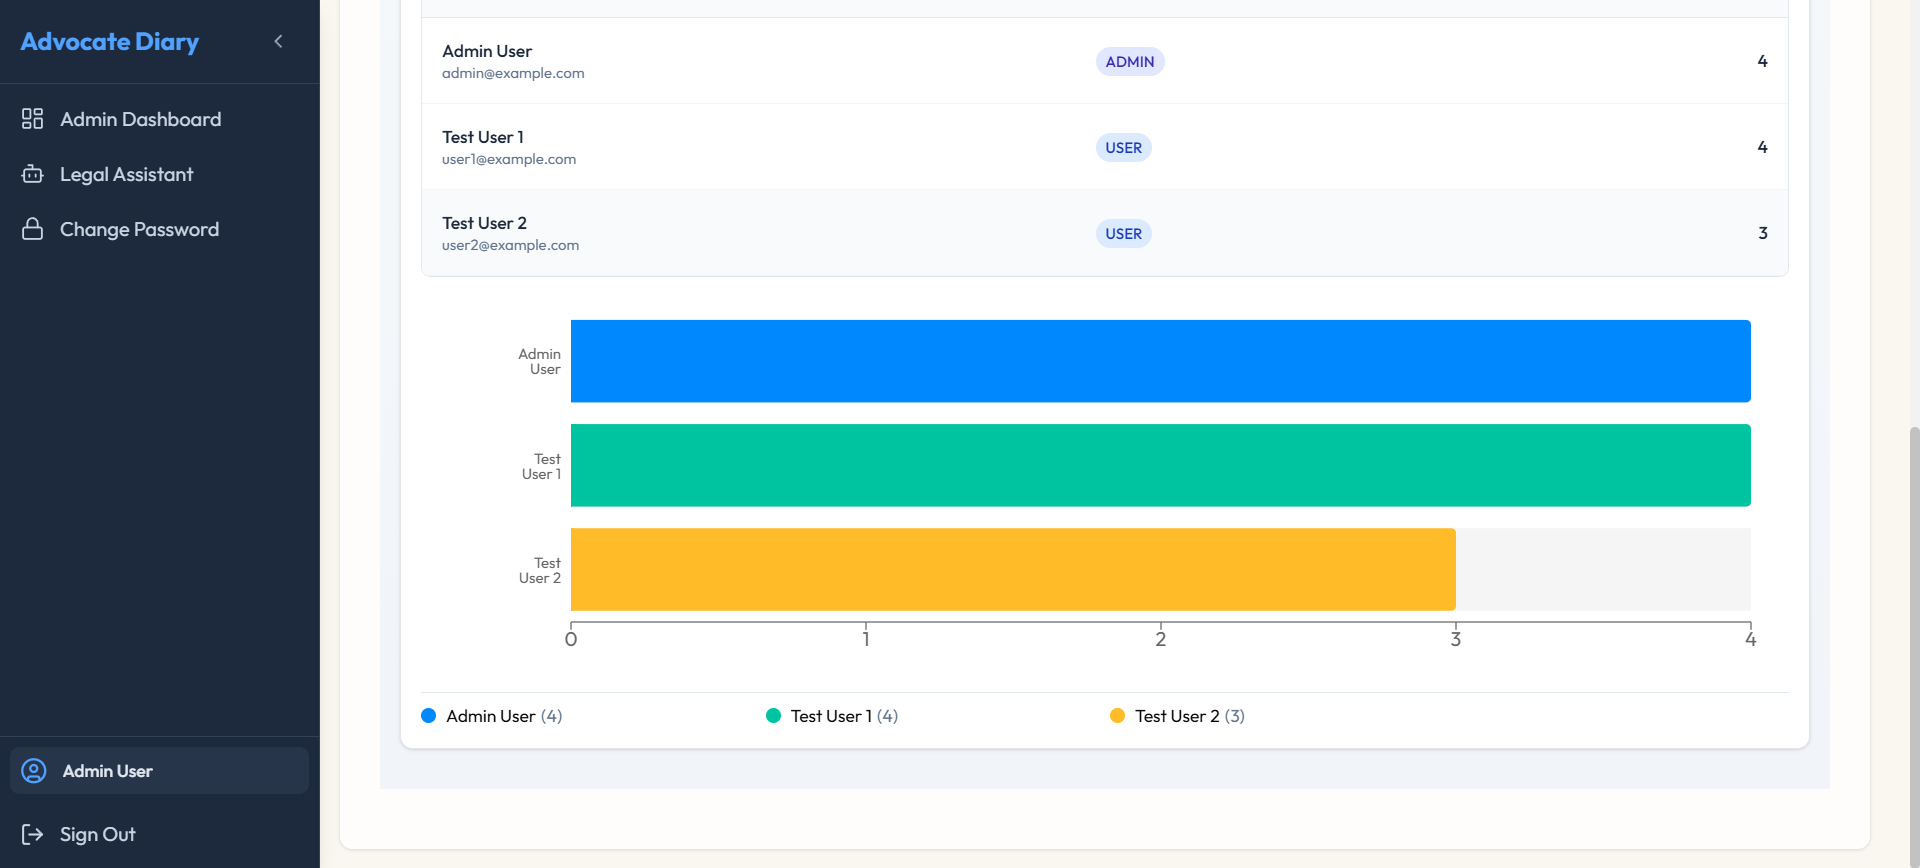 Advocate Diary
Admin Dashboard
Legal Assistant
Change Password
Admin User
Sign Out
Admin User
admin@example.com
ADMIN
4
Test User 1
user1@example.com
USER
4
Test User 2
user2@example.com
USER
3
Admin
User
Test
User 1
Test
User 2
0 1 2 3 4
Admin User (4)
Test User 1 (4)
Test User 2 (3)